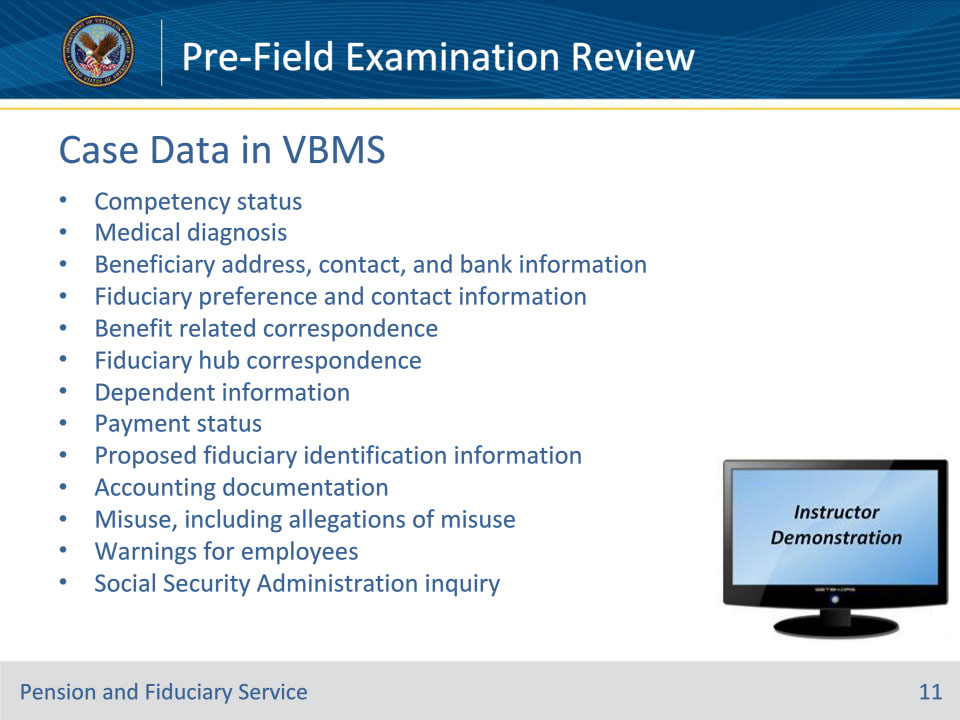 Pre-Field Examination Review
Case Data in VBMS
• Competency status
• Medical diagnosis
• Beneficiary address, contact, and bank information
• Fiduciary preference and contact information
• Benefit related correspondence
• Fiduciary hub correspondence
• Dependent information
• Payment status
• Proposed fiduciary identification information
• Accounting documentation
• Misuse, including allegations of misuse
• Warnings for employees
• Social Security Administration inquiry
Instructor
Demonstration
Pension and Fiduciary Service
11